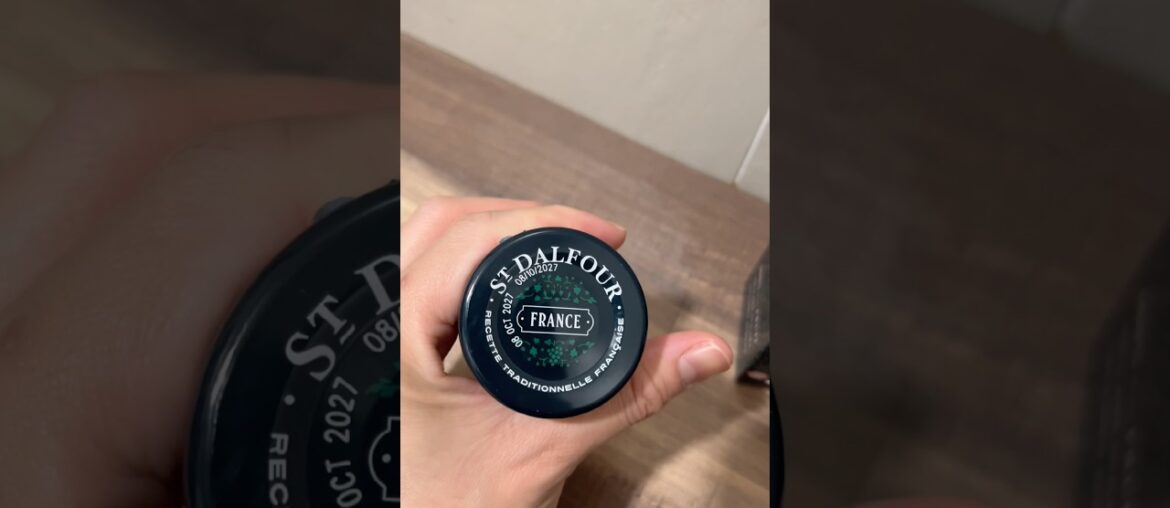 ST DALFOUR
08/10/2027
08 OCT 2027
FRANCE
RECETTE TRADITIONNELLE FRANÇAISE